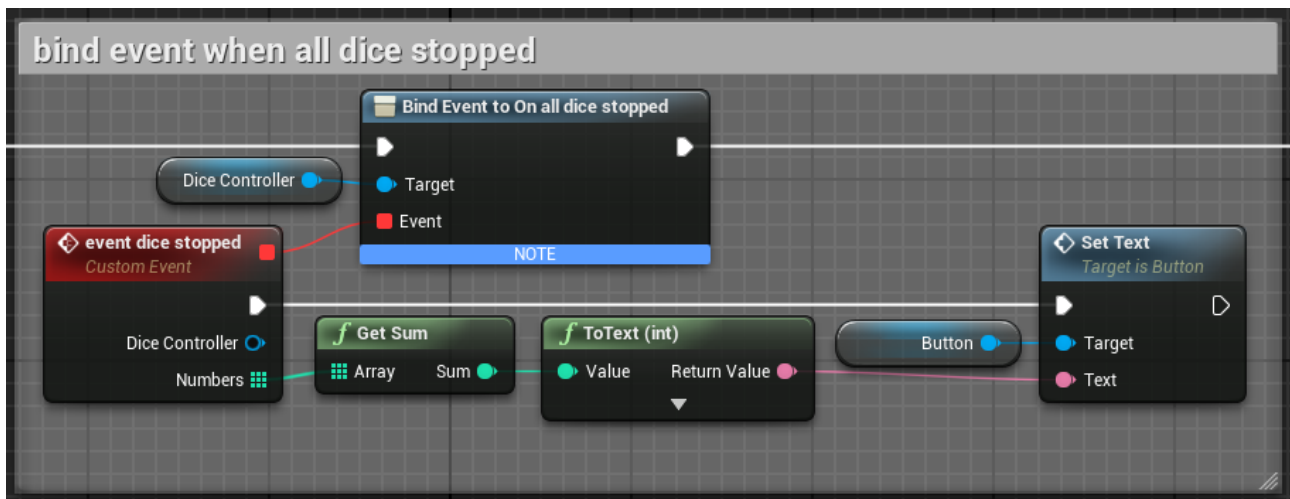 bind event when all dice stopped
Bind Event to On all dice stopped
Dice Controller
Target
Event
NOTE
event dice stopped
Custom Event
Dice Controller
Numbers
f Get Sum
Array Sum
f ToText (int)
Value Return Value
Button
Set Text
Target is Button
Target
Text